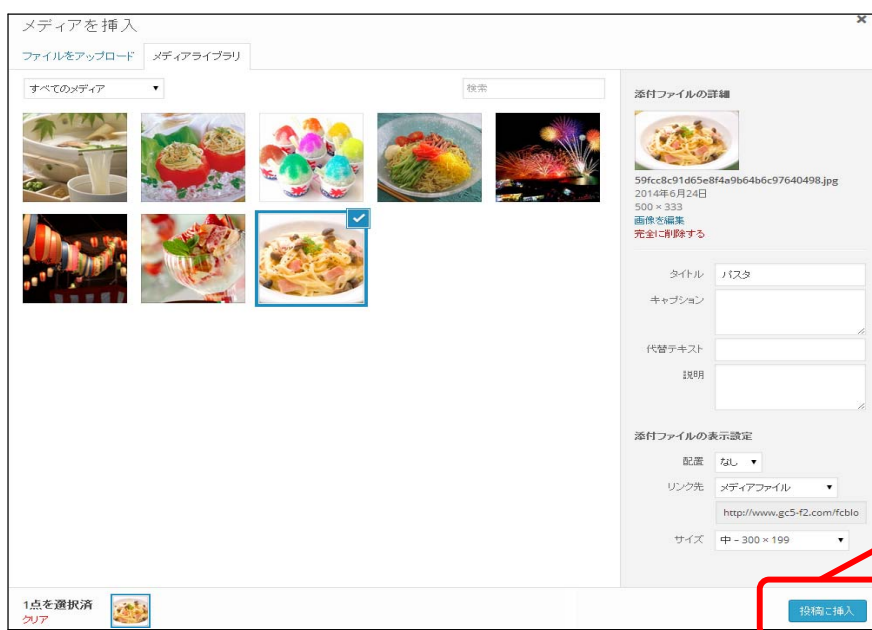 メディアを挿入
×
ファイルをアップロード メディアライブラリ
すべてのメディア
検索
添付ファイルの詳細
59fcc8c91d65e8f4a9b64b6c97640498.jpg
2014年6月24日
500 × 333
画像を編集
完全に削除する
タイトル パスタ
キャプション
代替テキスト
説明
添付ファイルの表示設定
配置 なし
リンク先 メディアファイル
http://www.gc5-f2.com/fcblo
サイズ 中 – 300 × 199
1点を選択済
クリア
投稿に挿入